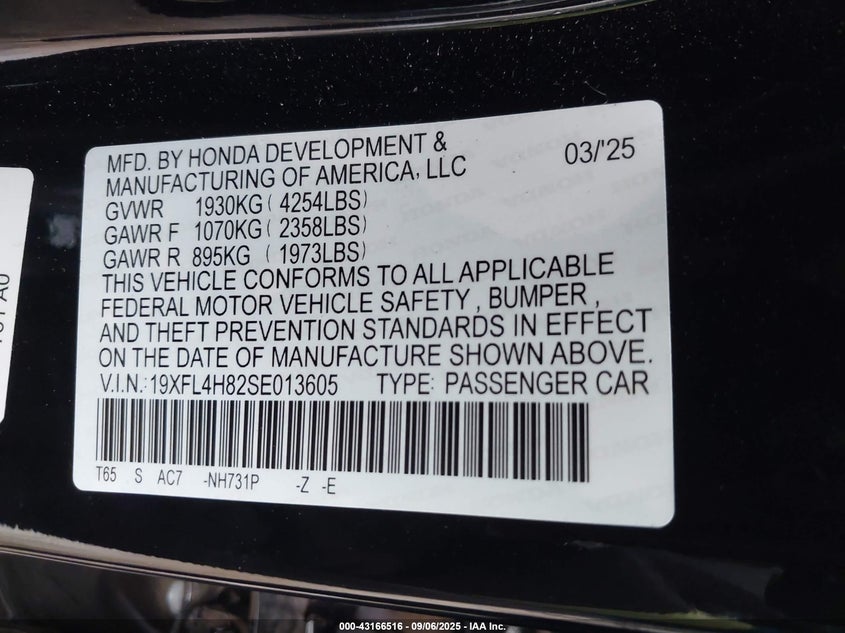 MFD. BY HONDA DEVELOPMENT &
MANUFACTURING OF AMERICA, LLC 03/'25
GVWR 1930KG ( 4254LBS)
GAWR F 1070KG ( 2358LBS)
GAWR R 895KG ( 1973LBS)
THIS VEHICLE CONFORMS TO ALL APPLICABLE
FEDERAL MOTOR VEHICLE SAFETY , BUMPER ,
AND THEFT PREVENTION STANDARDS IN EFFECT
ON THE DATE OF MANUFACTURE SHOWN ABOVE.
V.I.N.:19XFL4H82SE013605 TYPE: PASSENGER CAR
T65 S AC7 -NH731P -Z -E
000-43166516 - 09/06/2025 - IAA Inc.